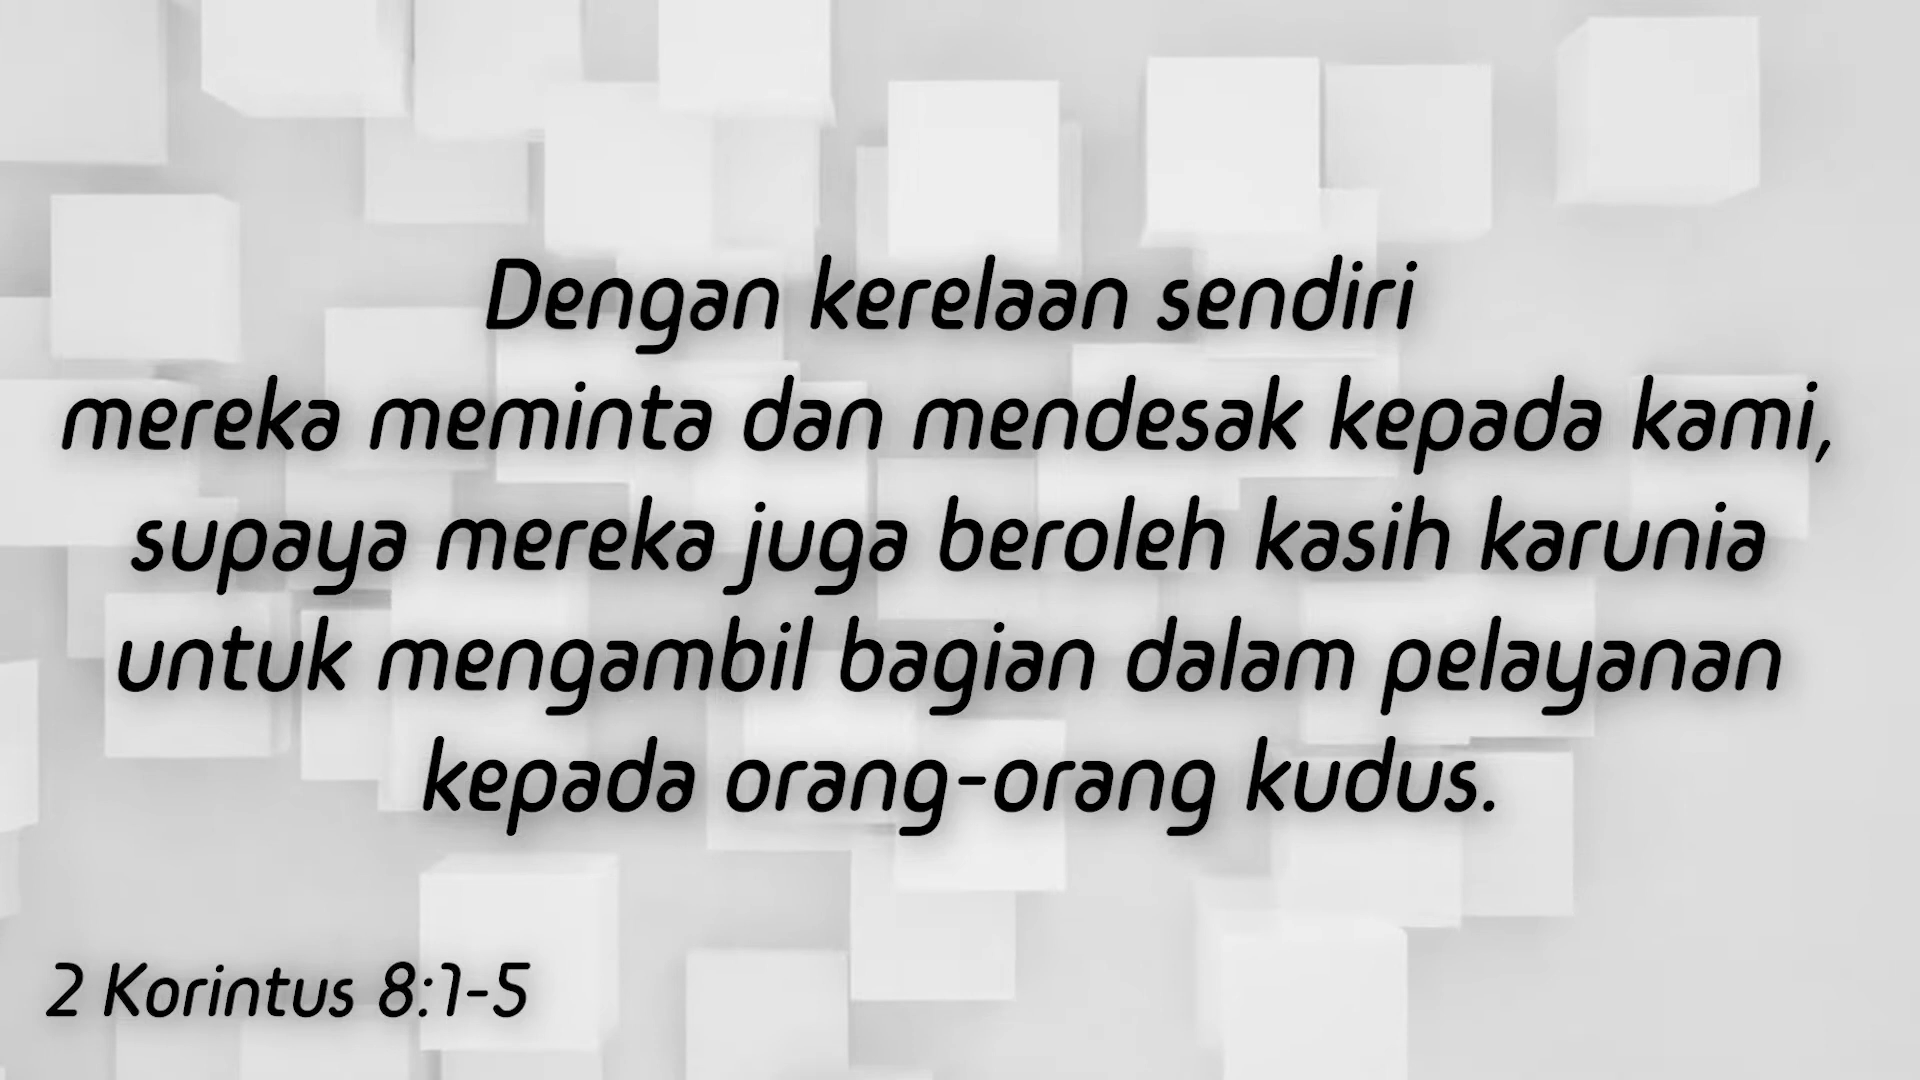 Dengan kerelaan sendiri
mereka meminta dan mendesak kepada kami,
supaya mereka juga beroleh kasih karunia
untuk mengambil bagian dalam pelayanan
kepada orang-orang kudus.
2 Korintus 8:1-5